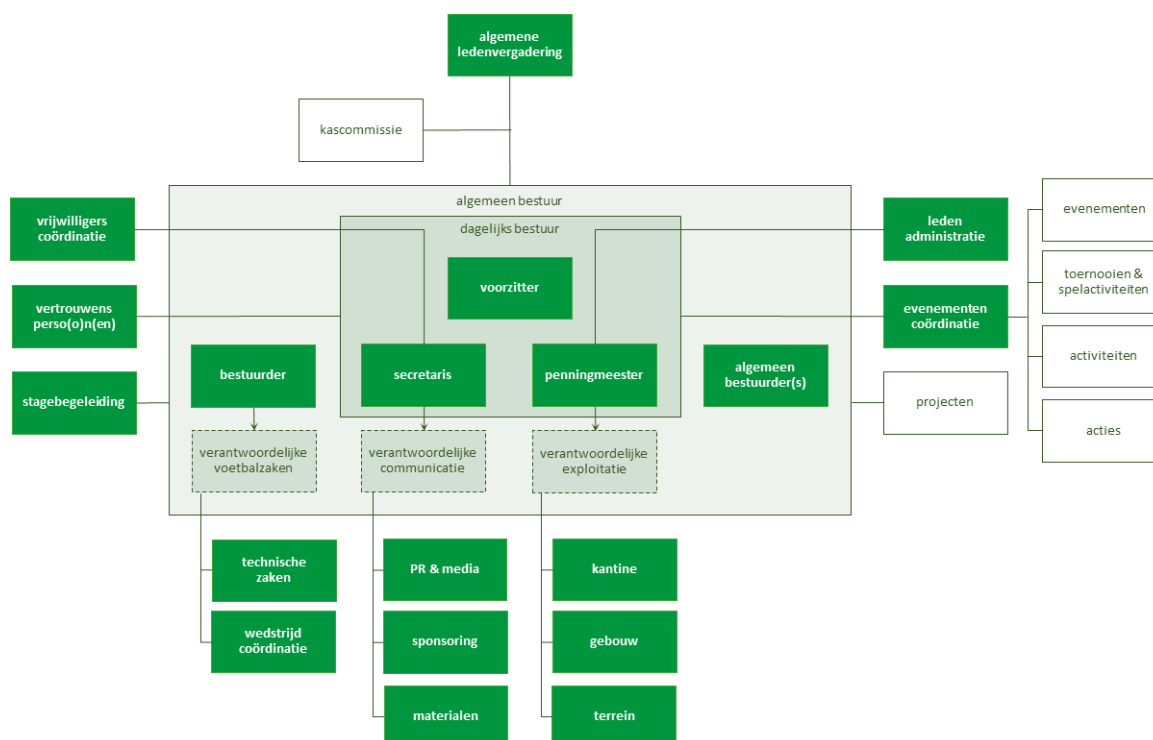 algemene
ledenvergadering
kascommissie
algemeen bestuur
vrijwilligers
coördinatie
dagelijks bestuur
leden
administratie
evenementen
voorzitter
toernooien &
spelactiviteiten
vertrouwens
perso(o)n(en)
evenementen
coördinatie
activiteiten
bestuurder
secretaris
penningmeester
algemeen
bestuurder(s)
stagebegeleiding
projecten
acties
verantwoordelijke
voetbalzaken
verantwoordelijke
communicatie
verantwoordelijke
exploitatie
technische
zaken
PR & media
kantine
wedstrijd
coördinatie
sponsoring
gebouw
materialen
terrein